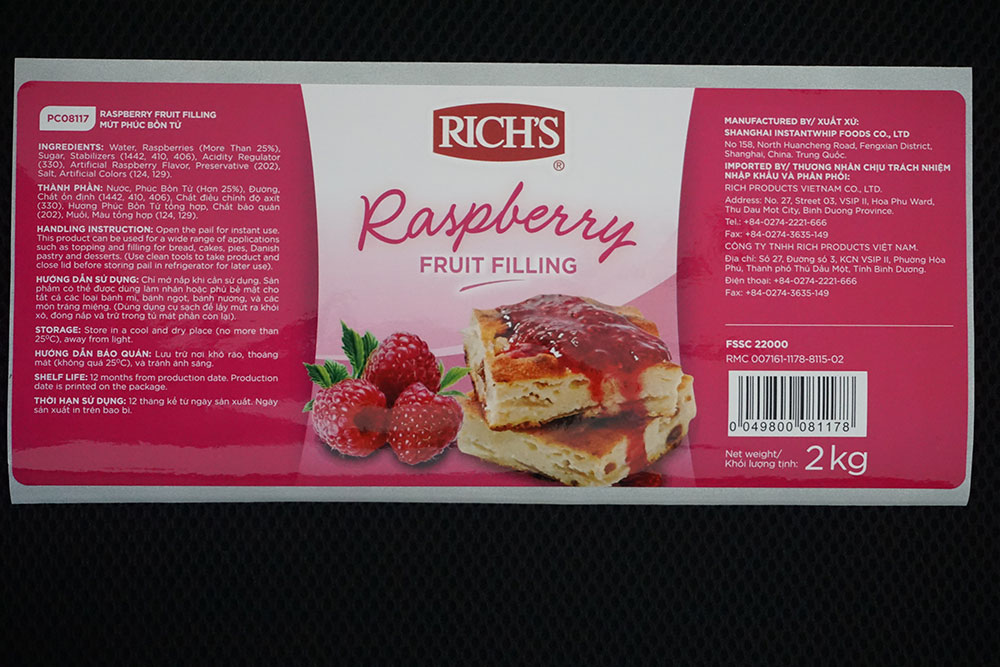 PC08117
RASPBERRY FRUIT FILLING
MỨT PHÚC BỒN TỬ
INGREDIENTS: Water, Raspberries (More Than 25%),
Sugar, Stabilizers (1442, 410, 406), Acidity Regulator
(330), Artificial Raspberry Flavor, Preservative (202),
Salt, Artificial Colors (124, 129).
THÀNH PHẦN: Nước, Phúc Bồn Tử (Hơn 25%), Đường,
Chất ổn định (1442, 410, 406), Chất điều chỉnh độ axit
(330), Hương Phúc Bồn Tử tổng hợp, Chất bảo quản
(202), Muối, Màu tổng hợp (124, 129).
HANDLING INSTRUCTION: Open the pail for instant use.
This product can be used for a wide range of applications
such as topping and filling for bread, cakes, pies, Danish
pastry and desserts. (Use clean tools to take product and
close lid before storing pail in refrigerator for later use).
HƯỚNG DẪN SỬ DỤNG: Chỉ mở nắp khi cần sử dụng. Sản
phẩm có thể được dùng làm nhân hoặc phủ bề mặt cho
tất cả các loại bánh mì, bánh ngọt, bánh nướng, và các
món tráng miệng. (Dụng dụng cụ sạch để lấy mứt ra khỏi
xô, đóng nắp và trữ trong tủ mát phần còn lại).
STORAGE: Store in a cool and dry place (no more than
25⁰C), away from light.
HƯỚNG DẪN BẢO QUẢN: Lưu trữ nơi khô ráo, thoáng
mát (không quá 25⁰C), và tránh ánh sáng.
SHELF LIFE: 12 months from production date. Production
date is printed on the package.
THỜI HẠN SỬ DỤNG: 12 tháng kể từ ngày sản xuất. Ngày
sản xuất in trên bao bì.
RICH'S
®
Raspberry
FRUIT FILLING
MANUFACTURED BY/ XUẤT XỨ:
SHANGHAI INSTANTWHIP FOODS CO., LTD
No 158, North Huancheng Road, Fengxian District,
Shanghai, China. Trung Quốc.
IMPORTED BY/ THƯƠNG NHÂN CHỊU TRÁCH NHIỆM
NHẬP KHẨU VÀ PHÂN PHỐI:
RICH PRODUCTS VIETNAM CO., LTD.
Address: No. 27, Street 03, VSIP II, Hoa Phu Ward,
Thu Dau Mot City, Binh Duong Province.
Tel.: +84-0274-2221-666
Fax: +84-0274-3635-149
CÔNG TY TNHH RICH PRODUCTS VIỆT NAM.
Địa chỉ: Số 27, Đường số 3, KCN VSIP II, Phường Hòa
Phú, Thành phố Thủ Dầu Một, Tỉnh Bình Dương.
Điện thoại: +84-0274-2221-666
Fax: +84-0274-3635-149
FSSC 22000
RMC 007161-1178-8115-02
0 049800 081178
Net weight/
Khối lượng tịnh: 2 kg